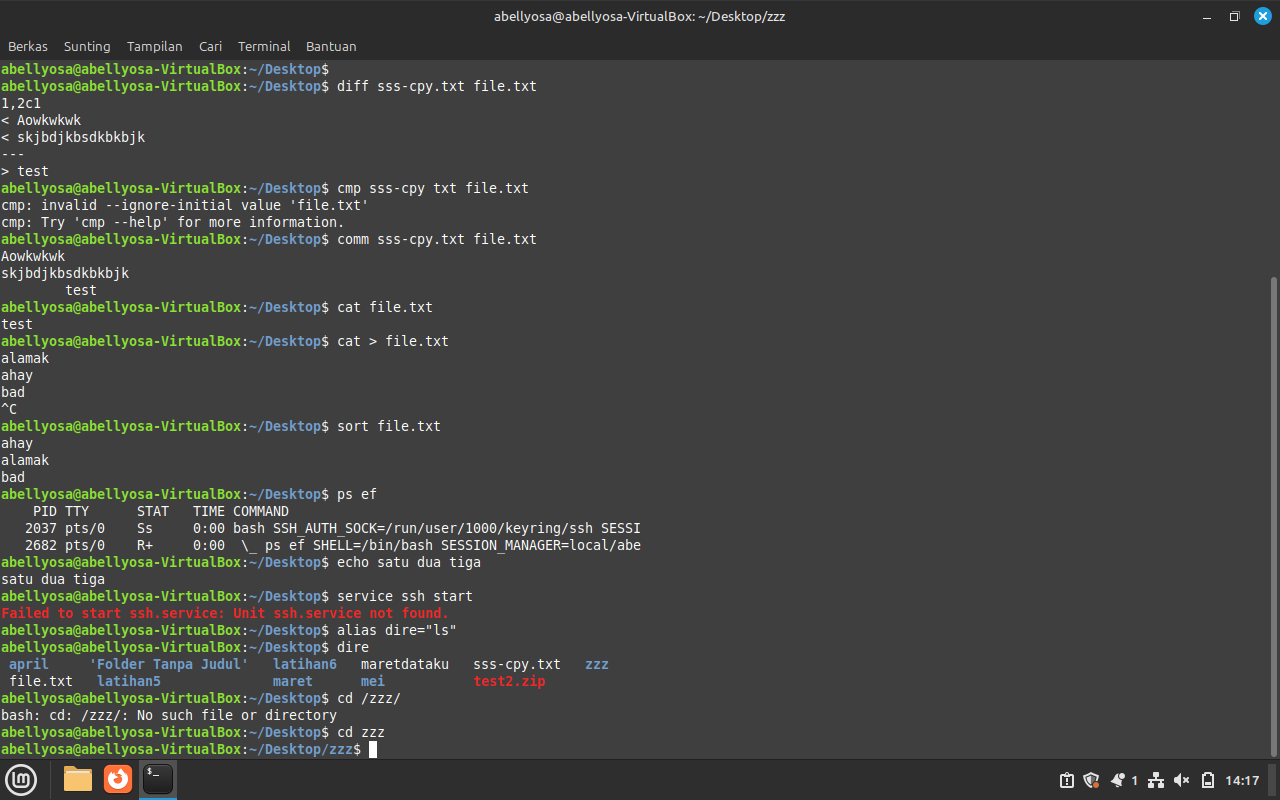 abellyosa@abellyosa-VirtualBox: ~/Desktop/zzz
Berkas Sunting Tampilan Cari Terminal Bantuan
abellyosa@abellyosa-VirtualBox:~/Desktop$
abellyosa@abellyosa-VirtualBox:~/Desktop$ diff sss-cpy.txt file.txt
1,2c1
< Aowkwkwk
< skjbdjkbsdkbkbjk
---
> test
abellyosa@abellyosa-VirtualBox:~/Desktop$ cmp sss-cpy txt file.txt
cmp: invalid --ignore-initial value 'file.txt'
cmp: Try 'cmp --help' for more information.
abellyosa@abellyosa-VirtualBox:~/Desktop$ comm sss-cpy.txt file.txt
Aowkwkwk
skjbdjkbsdkbkbjk
        test
abellyosa@abellyosa-VirtualBox:~/Desktop$ cat file.txt
test
abellyosa@abellyosa-VirtualBox:~/Desktop$ cat > file.txt
alamak
ahay
bad
^C
abellyosa@abellyosa-VirtualBox:~/Desktop$ sort file.txt
ahay
alamak
bad
abellyosa@abellyosa-VirtualBox:~/Desktop$ ps ef
    PID TTY      STAT   TIME COMMAND
   2037 pts/0    Ss     0:00 bash SSH_AUTH_SOCK=/run/user/1000/keyring/ssh SESSI
   2682 pts/0    R+     0:00  \_ ps ef SHELL=/bin/bash SESSION_MANAGER=local/abe
abellyosa@abellyosa-VirtualBox:~/Desktop$ echo satu dua tiga
satu dua tiga
abellyosa@abellyosa-VirtualBox:~/Desktop$ service ssh start
Failed to start ssh.service: Unit ssh.service not found.
abellyosa@abellyosa-VirtualBox:~/Desktop$ alias dire="ls"
abellyosa@abellyosa-VirtualBox:~/Desktop$ dire
 april     'Folder Tanpa Judul'   latihan6   maretdataku   sss-cpy.txt   zzz
 file.txt   latihan5              maret      mei           test2.zip
abellyosa@abellyosa-VirtualBox:~/Desktop$ cd /zzz/
bash: cd: /zzz/: No such file or directory
abellyosa@abellyosa-VirtualBox:~/Desktop$ cd zzz
abellyosa@abellyosa-VirtualBox:~/Desktop/zzz$
1 14:17